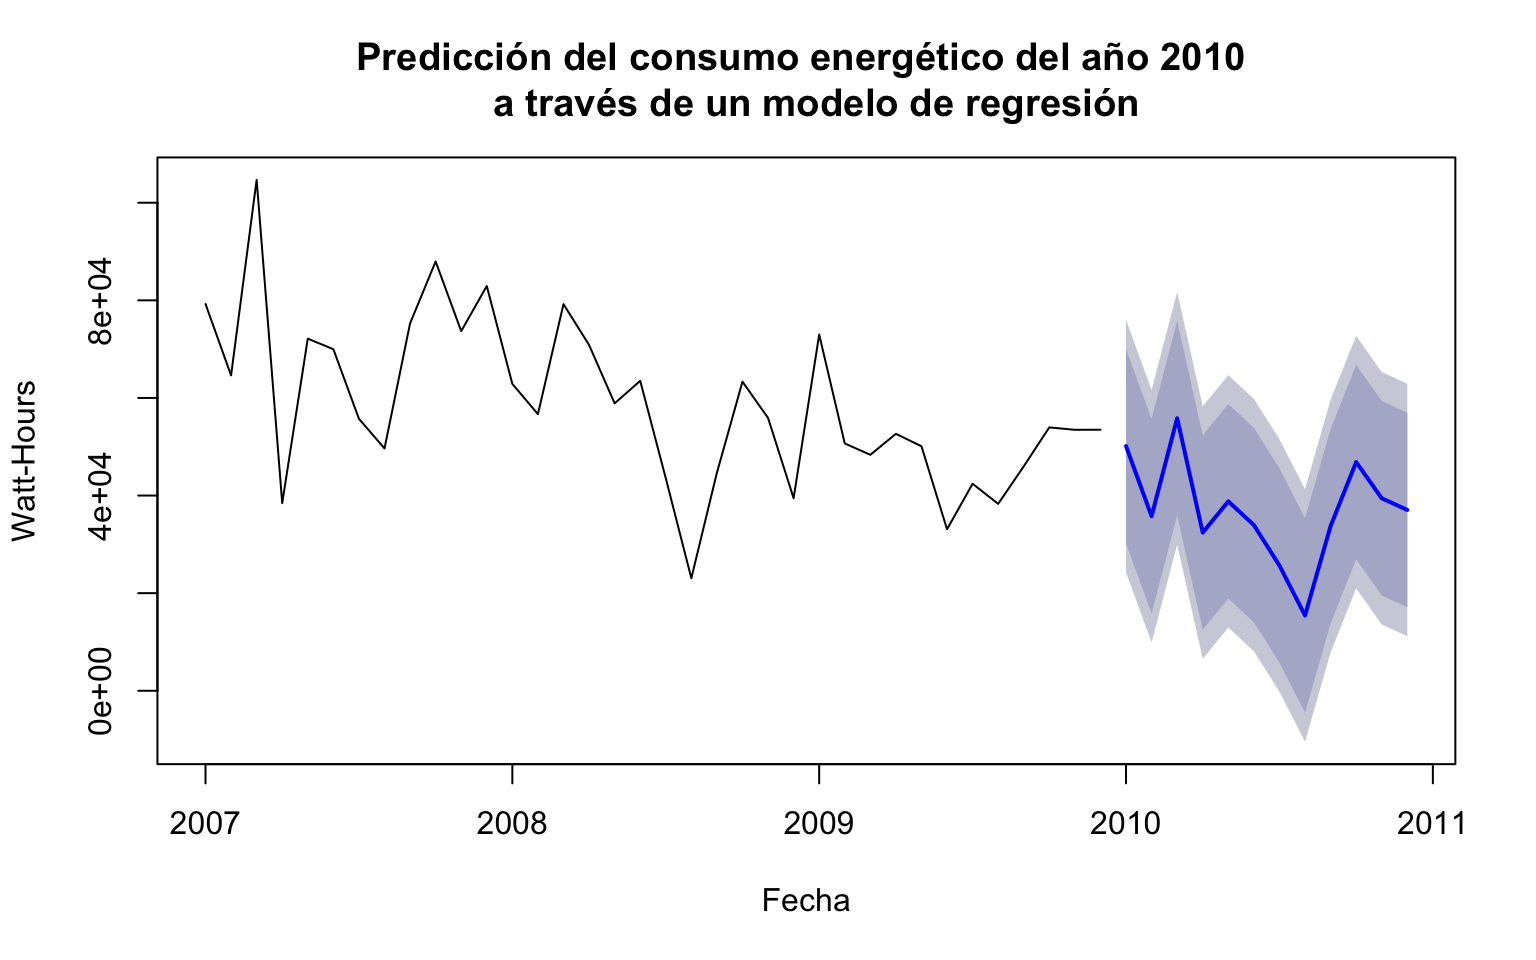 Predicción del consumo energético del año 2010
a través de un modelo de regresión
Watt-Hours
8e+04
4e+04
0e+00
2007
2008
2009
2010
2011
Fecha